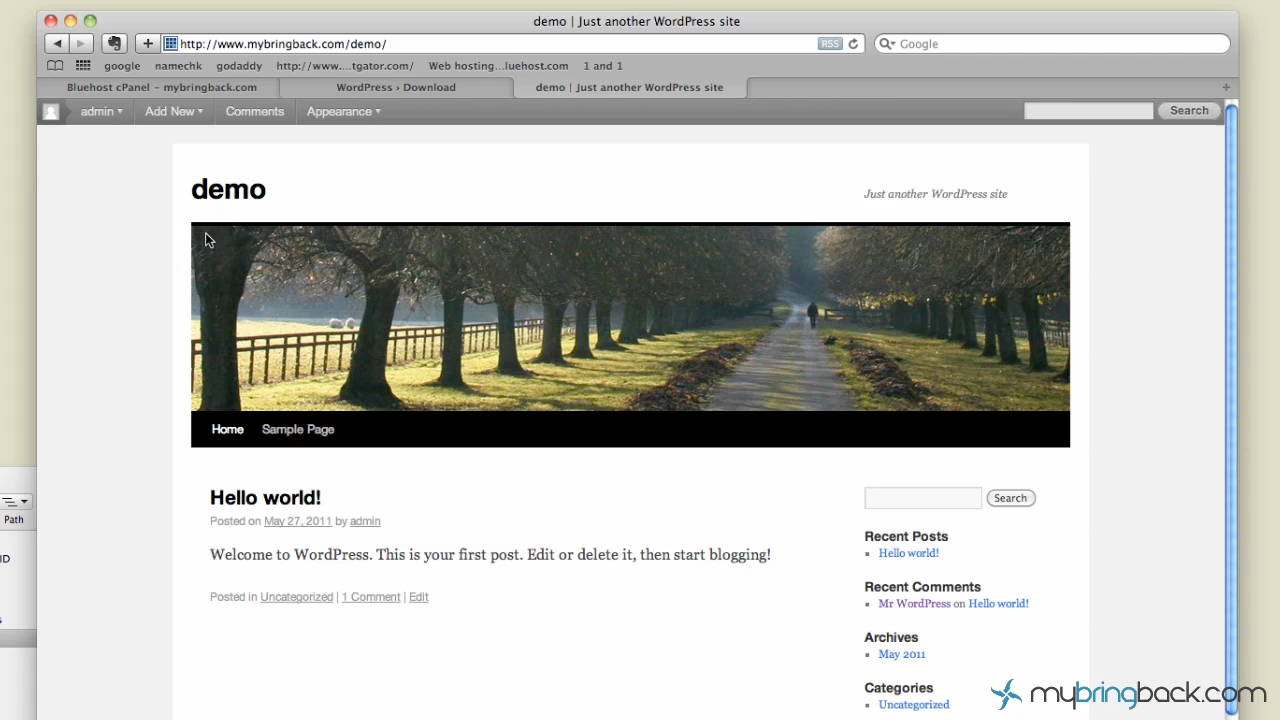 demo | Just another WordPress site
http://www.mybringback.com/demo/
RSS
Google
google namechk godaddy http://www....tgator.com/ Web hosting...luehost.com 1 and 1
Bluehost cPanel – mybringback.com WordPress › Download demo | Just another WordPress site
admin Add New Comments Appearance Search
demo
Just another WordPress site
Home Sample Page
Hello world!
Posted on May 27, 2011 by admin
Welcome to WordPress. This is your first post. Edit or delete it, then start blogging!
Posted in Uncategorized | 1 Comment | Edit
Search
Recent Posts
Hello world!
Recent Comments
Mr WordPress on Hello world!
Archives
May 2011
Categories
Uncategorized
Path
ID
mybringback.com